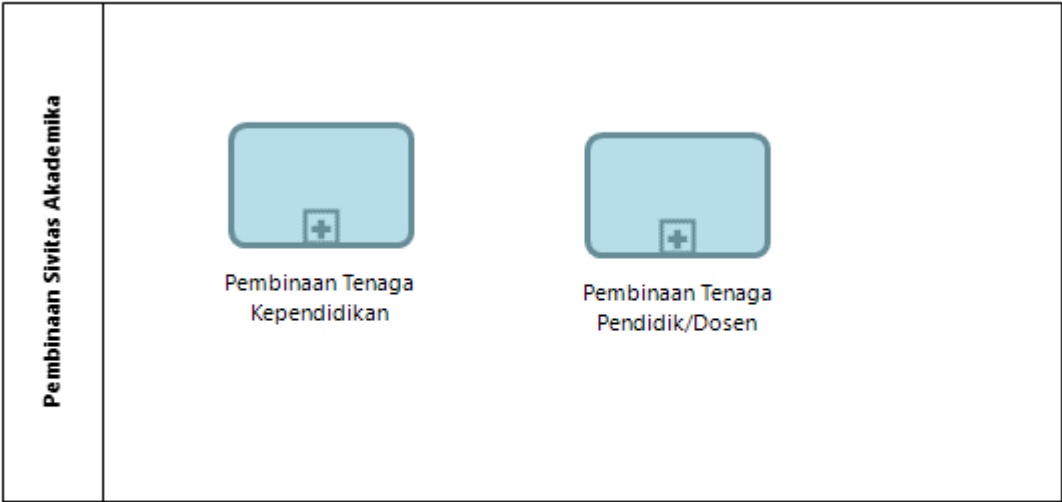 Pembinaan Sivitas Akademika
Pembinaan Tenaga
Kependidikan
Pembinaan Tenaga
Pendidik/Dosen